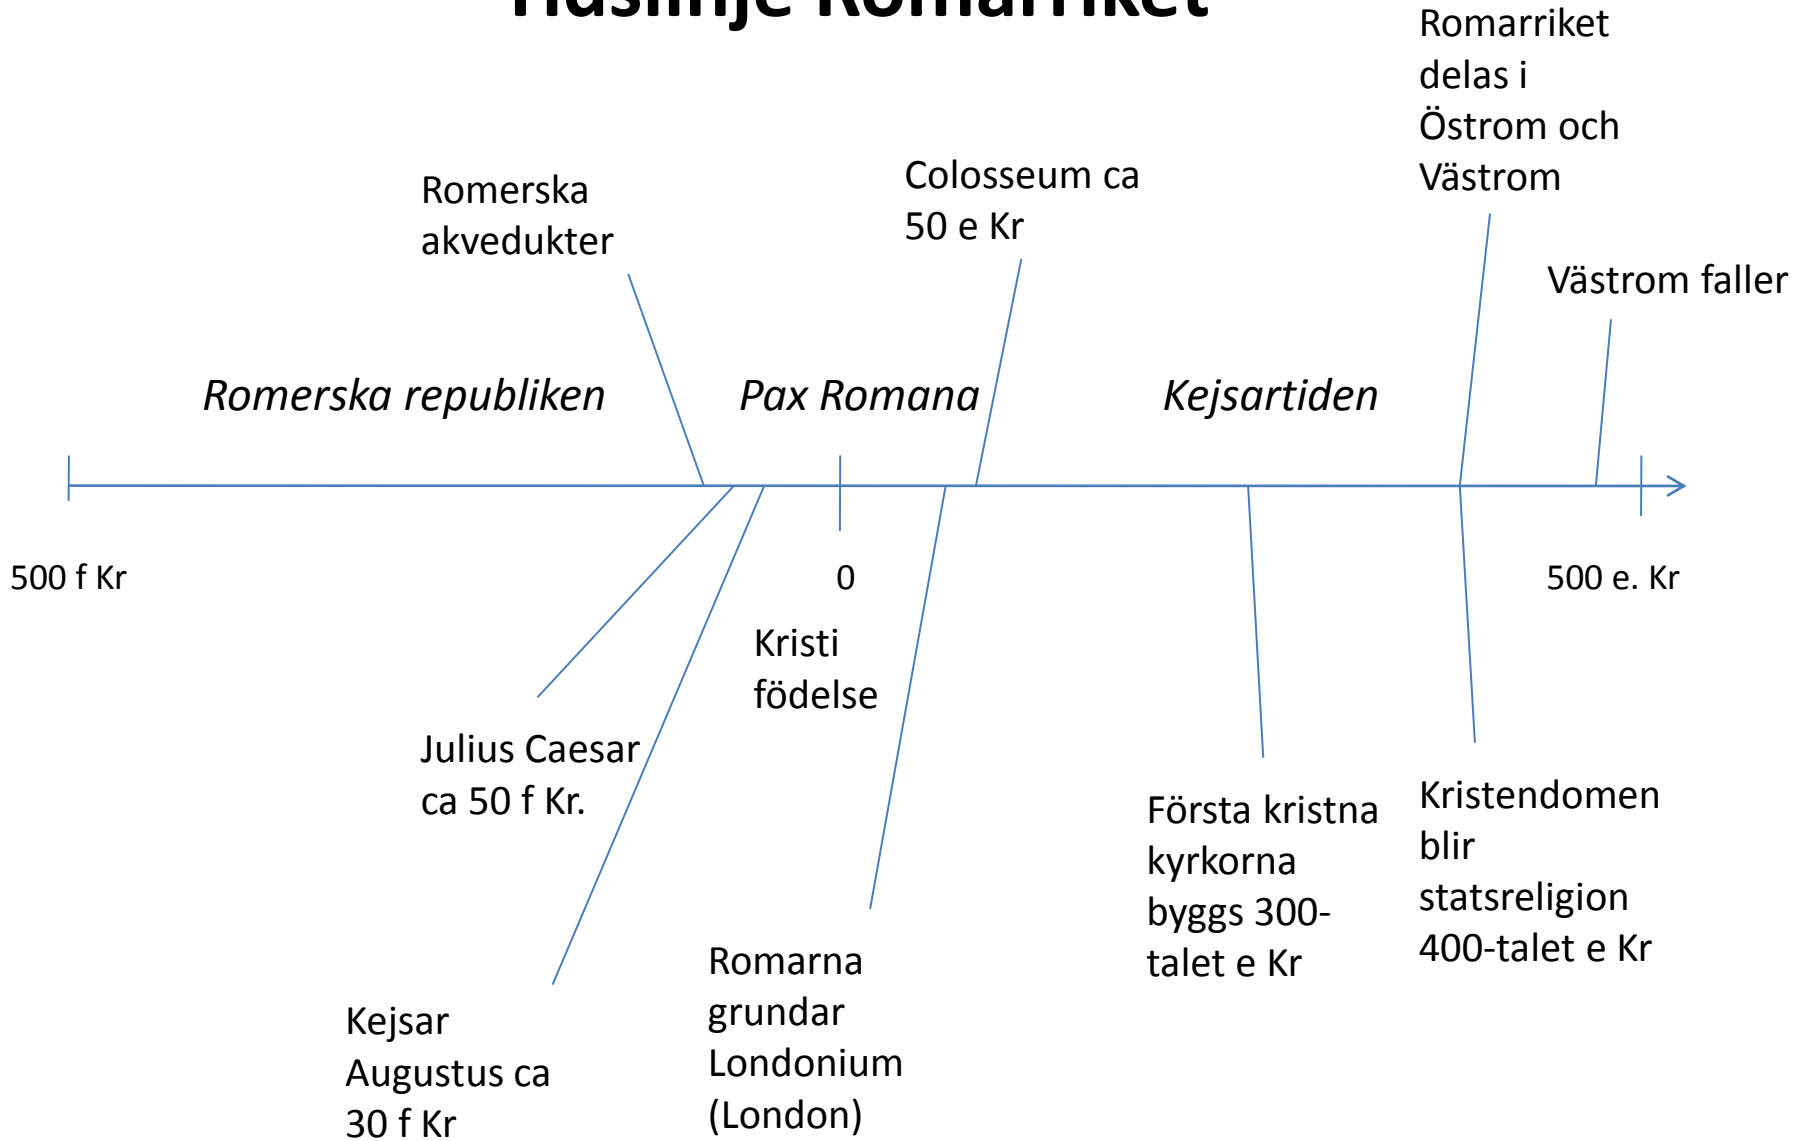 Tidslinje Romarriket
Romarriket
delas i
Östrom och
Västrom
Romerska
akvedukter
Colosseum ca
50 e Kr
Västrom faller
Romerska republiken
Pax Romana
Kejsartiden
500 f Kr
0
500 e. Kr
Kristi
födelse
Julius Caesar
ca 50 f Kr.
Första kristna
kyrkorna
byggs 300-
talet e Kr
Kristendomen
blir
statsreligion
400-talet e Kr
Kejsar
Augustus ca
30 f Kr
Romarna
grundar
Londonium
(London)